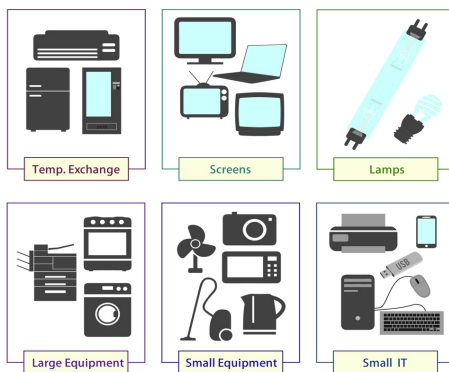 Temp. Exchange
Screens
Lamps
USB
Large Equipment
Small Equipment
Small IT